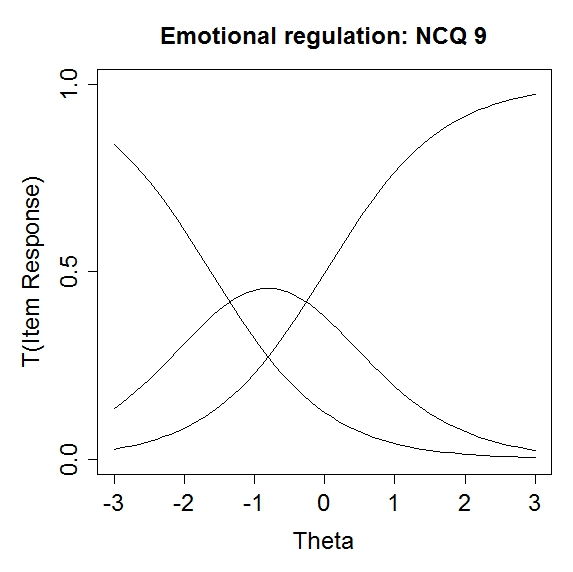 Emotional regulation: NCQ 9
T(Item Response)
1.0
0.5
0.0
-3 -2 -1 0 1 2 3
Theta